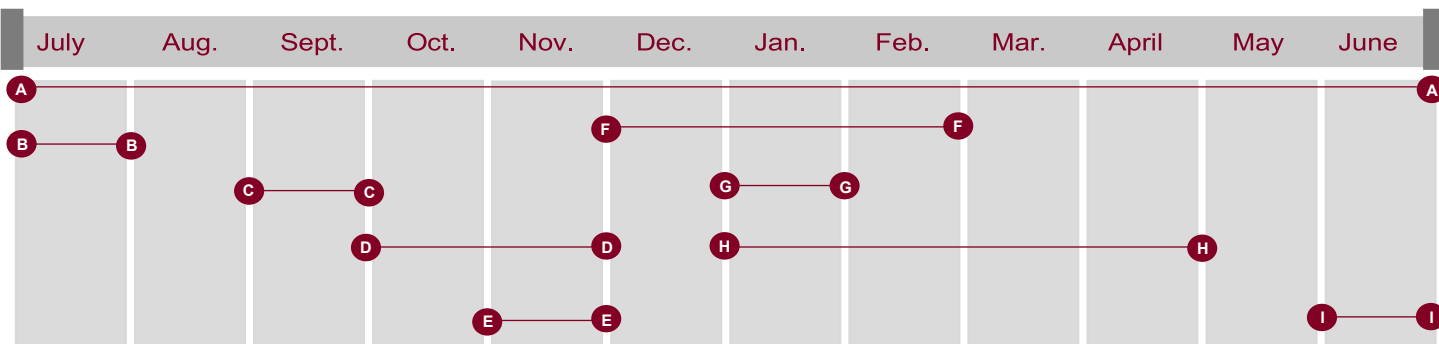 July Aug. Sept. Oct. Nov. Dec. Jan. Feb. Mar. April May June
A A
F F
B B
G G
C C
D D H H
E E I I